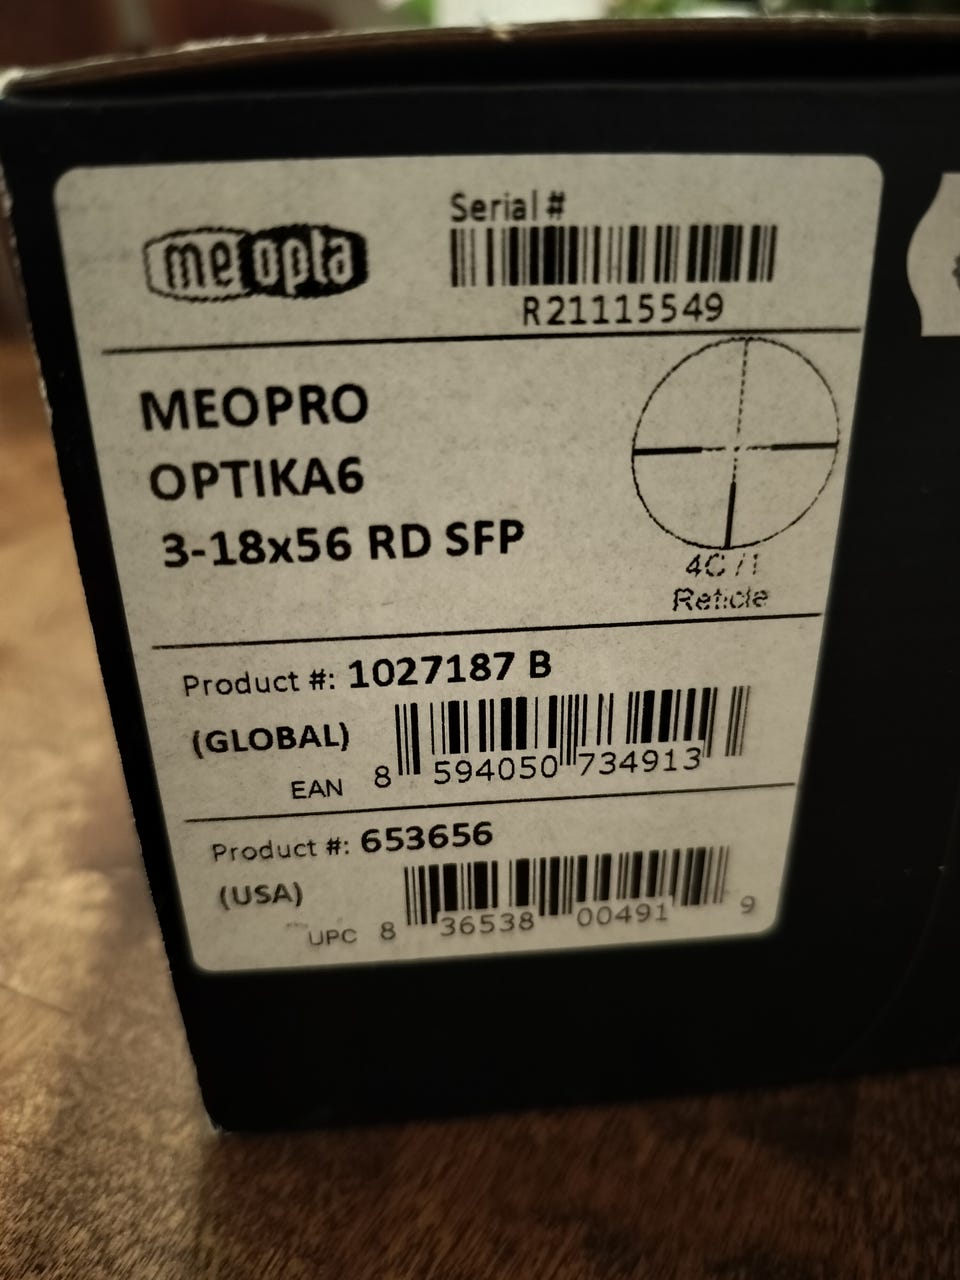 meopta
Serial #
R21115549
MEOPRO
OPTIKA6
3-18x56 RD SFP
Reticle
Product #: 1027187 B
(GLOBAL)
EAN 8 594050 734913
Product #: 653656
(USA)
UPC 8 36538 00491 9